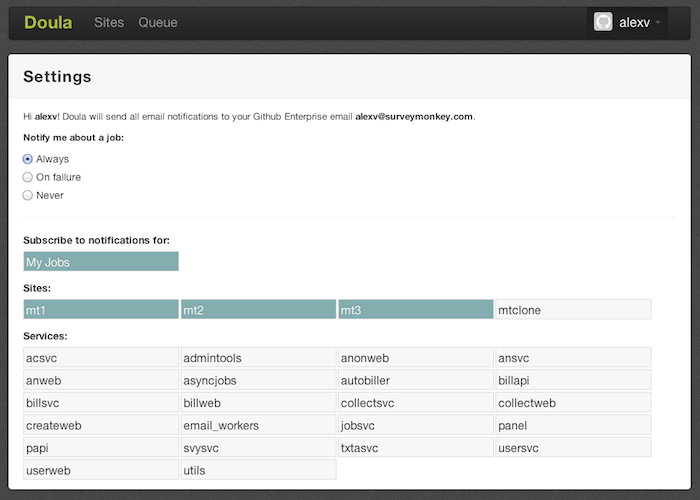 Doula Sites Queue alexv
Settings
Hi alexv! Doula will send all email notifications to your Github Enterprise email alexv@surveymonkey.com.
Notify me about a job:
Always
On failure
Never
Subscribe to notifications for:
My Jobs
Sites:
mt1 mt2 mt3 mtclone
Services:
acsvc admintools anonweb ansvc
anweb asyncjobs autobiller billapi
billsvc billweb collectsvc collectweb
createweb email_workers jobsvc panel
papi svysvc txtasvc usersvc
userweb utils